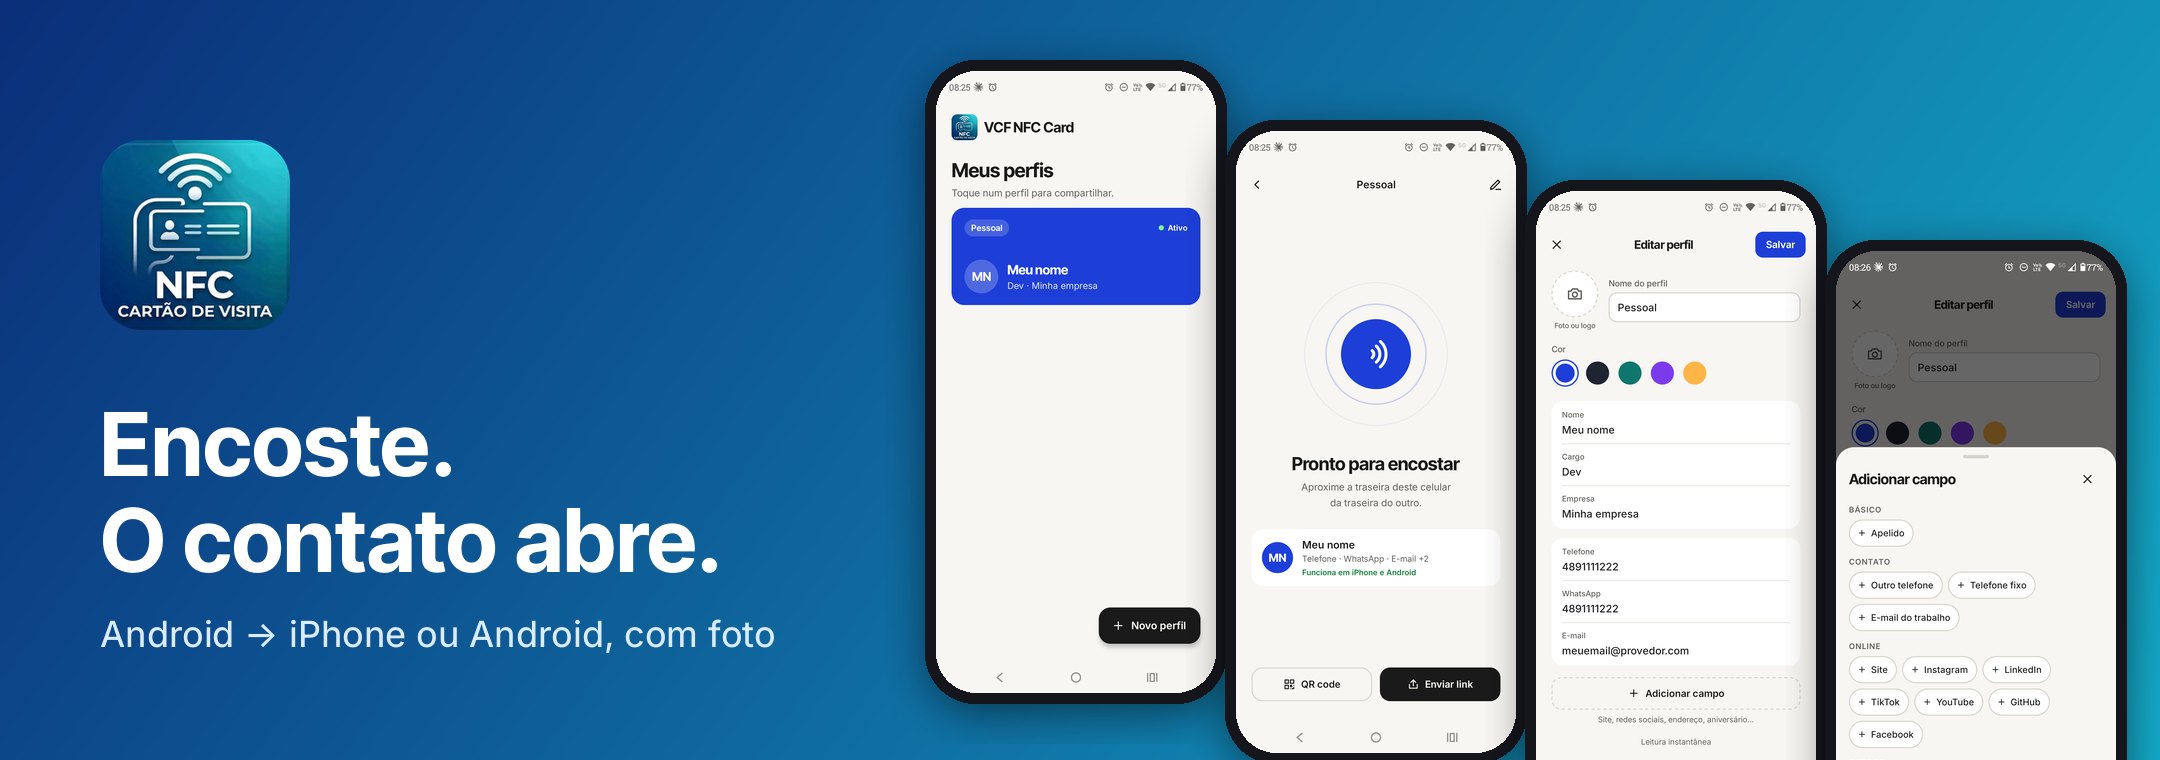 NFC
CARTÃO DE VISITA
Encoste.
O contato abre.
Android → iPhone ou Android, com foto
08:25
77%
VCF NFC Card
Meus perfis
Toque num perfil para compartilhar.
Pessoal
Ativo
MN
Meu nome
Dev · Minha empresa
+ Novo perfil
08:25
5G
77%
Pessoal
Pronto para encostar
Aproxime a traseira deste celular
da traseira do outro.
MN
Meu nome
Telefone · WhatsApp · E-mail +2
Funciona em iPhone e Android
QR code
Enviar link
08:25
5G
77%
Editar perfil
Salvar
Foto ou logo
Nome do perfil
Pessoal
Cor
Nome
Meu nome
Cargo
Dev
Empresa
Minha empresa
Telefone
4891111222
WhatsApp
4891111222
E-mail
meuemail@provedor.com
+ Adicionar campo
Site, redes sociais, endereço, aniversário...
Leitura instantânea
08:26
5G
77%
Editar perfil
Salvar
Foto ou logo
Nome do perfil
Pessoal
Cor
Adicionar campo
BÁSICO
+ Apelido
CONTATO
+ Outro telefone
+ Telefone fixo
+ E-mail do trabalho
ONLINE
+ Site
+ Instagram
+ LinkedIn
+ TikTok
+ YouTube
+ GitHub
+ Facebook